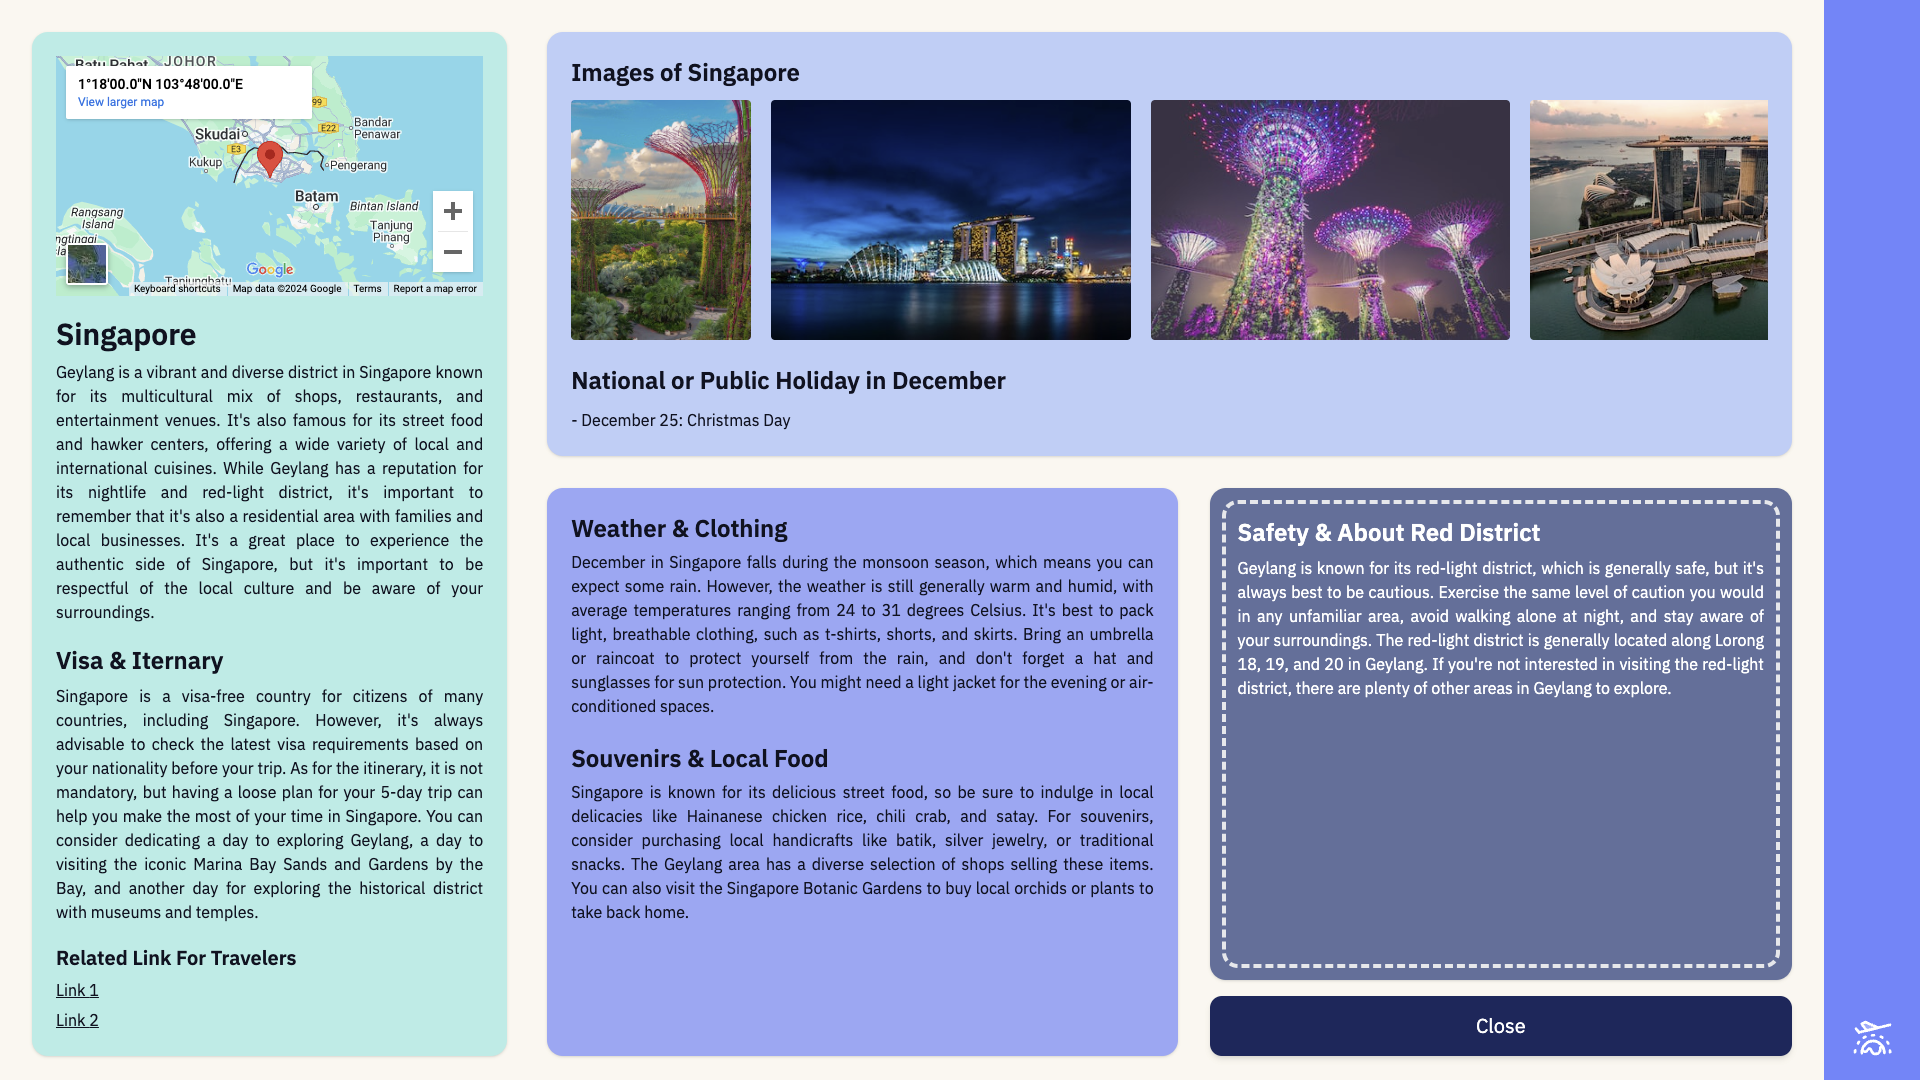 Batu Pahat
JOHOR
1°18'00.0"N 103°48'00.0"E
View larger map
99
E22
Bandar
Penawar
Skudai
E3
Kukup
Pengerang
Batam
Bintan Island
Rangsang
Island
Tanjung
Pinang
ngtinggi
Tanjungbatu
Google
Keyboard shortcuts
Map data ©2024 Google
Terms
Report a map error
Singapore
Geylang is a vibrant and diverse district in Singapore known
for its multicultural mix of shops, restaurants, and
entertainment venues. It's also famous for its street food
and hawker centers, offering a wide variety of local and
international cuisines. While Geylang has a reputation for
its nightlife and red-light district, it's important to
remember that it's also a residential area with families and
local businesses. It's a great place to experience the
authentic side of Singapore, but it's important to be
respectful of the local culture and be aware of your
surroundings.
Visa & Iternary
Singapore is a visa-free country for citizens of many
countries, including Singapore. However, it's always
advisable to check the latest visa requirements based on
your nationality before your trip. As for the itinerary, it is not
mandatory, but having a loose plan for your 5-day trip can
help you make the most of your time in Singapore. You can
consider dedicating a day to exploring Geylang, a day to
visiting the iconic Marina Bay Sands and Gardens by the
Bay, and another day for exploring the historical district
with museums and temples.
Related Link For Travelers
Link 1
Link 2
Images of Singapore
National or Public Holiday in December
- December 25: Christmas Day
Weather & Clothing
December in Singapore falls during the monsoon season, which means you can
expect some rain. However, the weather is still generally warm and humid, with
average temperatures ranging from 24 to 31 degrees Celsius. It's best to pack
light, breathable clothing, such as t-shirts, shorts, and skirts. Bring an umbrella
or raincoat to protect yourself from the rain, and don't forget a hat and
sunglasses for sun protection. You might need a light jacket for the evening or air-
conditioned spaces.
Souvenirs & Local Food
Singapore is known for its delicious street food, so be sure to indulge in local
delicacies like Hainanese chicken rice, chili crab, and satay. For souvenirs,
consider purchasing local handicrafts like batik, silver jewelry, or traditional
snacks. The Geylang area has a diverse selection of shops selling these items.
You can also visit the Singapore Botanic Gardens to buy local orchids or plants to
take back home.
Safety & About Red District
Geylang is known for its red-light district, which is generally safe, but it's
always best to be cautious. Exercise the same level of caution you would
in any unfamiliar area, avoid walking alone at night, and stay aware of
your surroundings. The red-light district is generally located along Lorong
18, 19, and 20 in Geylang. If you're not interested in visiting the red-light
district, there are plenty of other areas in Geylang to explore.
Close